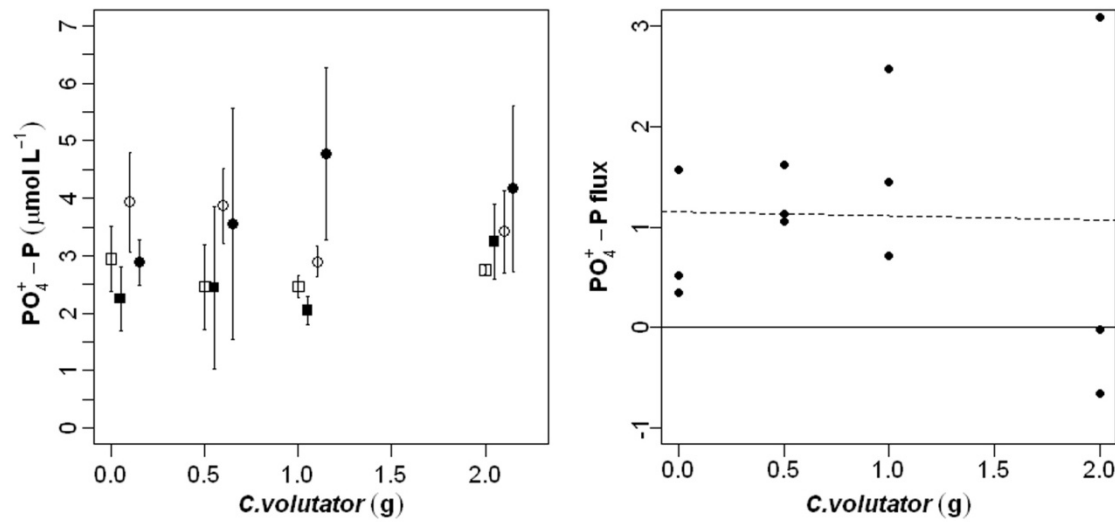 PO₄⁺ – P (μmol L⁻¹)
7
6
5
4
3
2
1
0
0.0 0.5 1.0 2.0
C.volutator (g)
PO₄⁺ – P flux
3
2
1
0
-1
0.0 0.5 1.0 1.5 2.0
C.volutator (g)